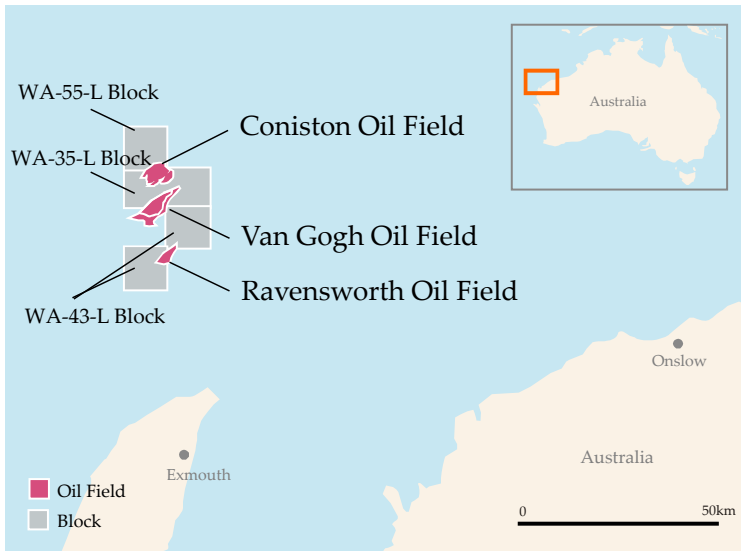 WA-55-L Block
Coniston Oil Field
WA-35-L Block
Van Gogh Oil Field
Ravensworth Oil Field
WA-43-L Block
Australia
Onslow
Australia
Exmouth
Oil Field
Block
0 50km